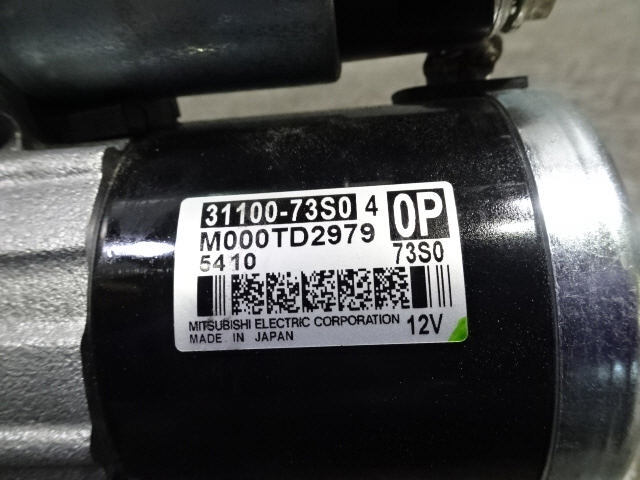 31100-73S0 4 0P
M000TD2979
5410 73S0
MITSUBISHI ELECTRIC CORPORATION 12V
MADE IN JAPAN